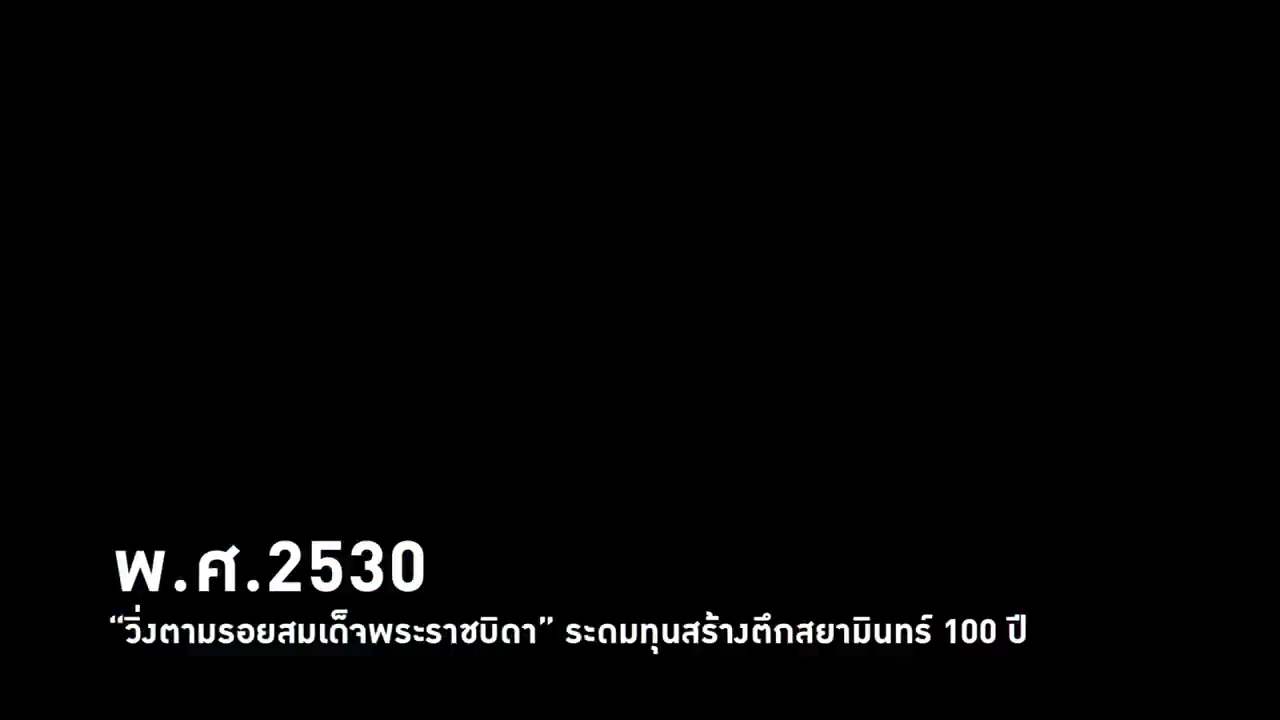 พ.ศ.2530
“วิ่งตามรอยสมเด็จพระราชบิดา” ระดมทุนสร้างตึกสยามินทร์ 100 ปี